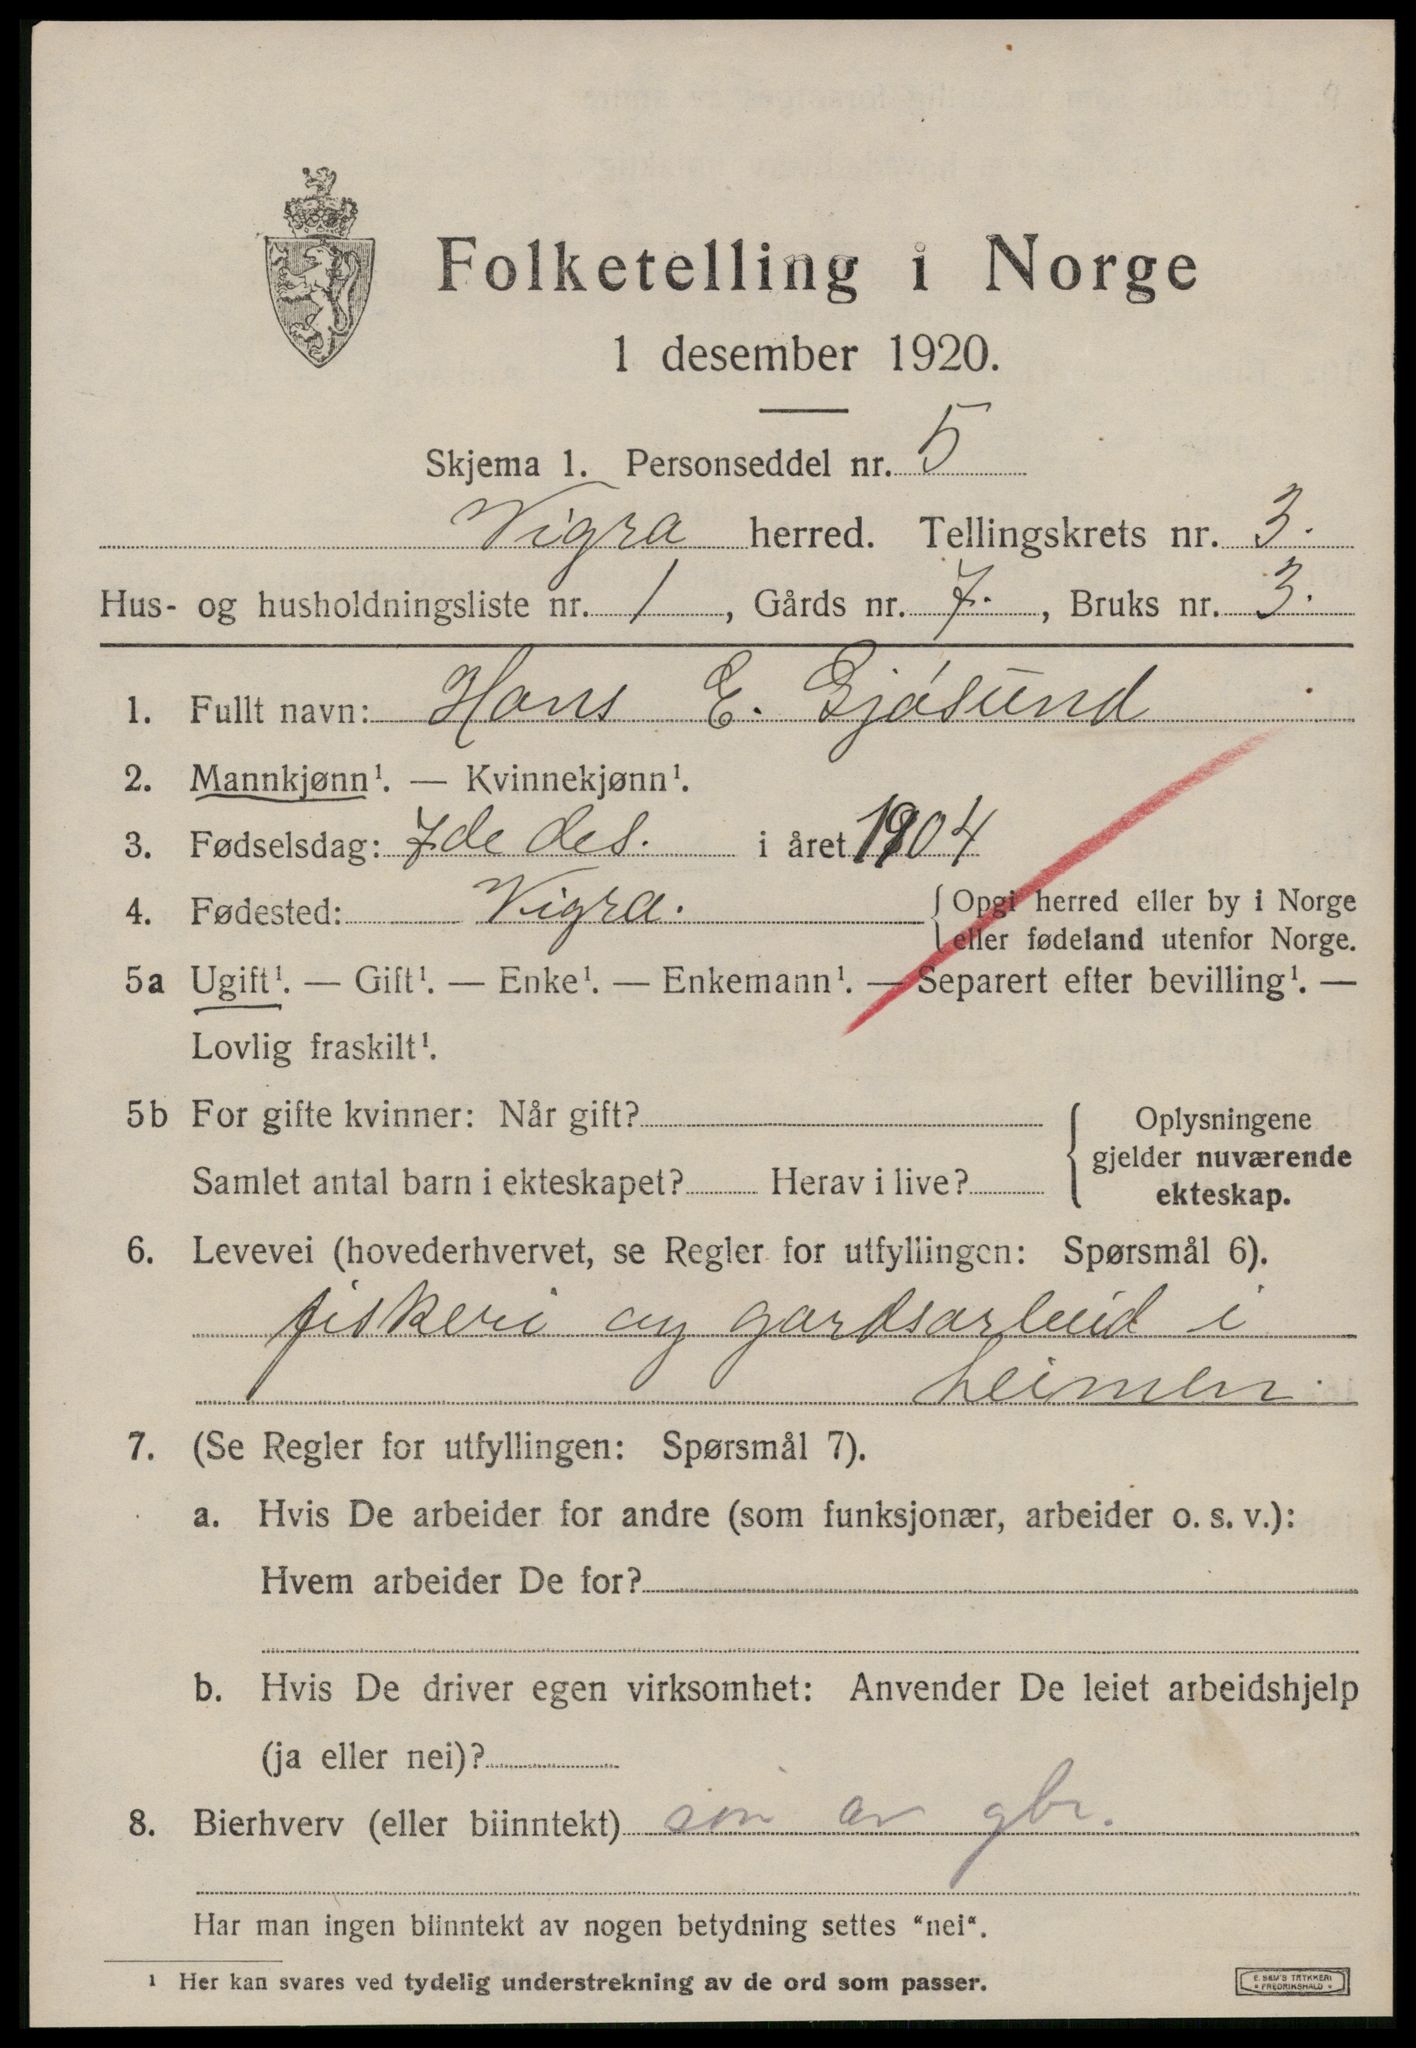 Folketelling i Norge
1 desember 1920.
Skjema 1. Personseddel nr. 5
Vigra herred. Tellingskrets nr. 3.
Hus- og husholdningsliste nr. 1, Gårds nr. 7., Bruks nr. 3.
1. Fullt navn: Hans E. Gjósund
2. Mannkjønn¹. — Kvinnekjønn¹.
3. Fødselsdag: 7de des. i året 1904
4. Fødested: Vigra. { Opgi herred eller by i Norge
eller fødeland utenfor Norge.
5a Ugift¹. — Gift¹. — Enke¹. — Enkemann¹. — Separert efter bevilling¹. —
Lovlig fraskilt¹.
5b For gifte kvinner: Når gift?
Samlet antal barn i ekteskapet? Herav i live?
{ Oplysningene
gjelder nuværende
ekteskap.
6. Levevei (hovederhvervet, se Regler for utfyllingen: Spørsmål 6).
fiskeri og gardsarbeid i
heimen.
7. (Se Regler for utfyllingen: Spørsmål 7).
a. Hvis De arbeider for andre (som funksjonær, arbeider o. s. v.):
Hvem arbeider De for?
b. Hvis De driver egen virksomhet: Anvender De leiet arbeidshjelp
(ja eller nei)?
8. Bierhverv (eller biinntekt) søn av gbr.
Har man ingen biinntekt av nogen betydning settes "nei".
¹ Her kan svares ved tydelig understrekning av de ord som passer.
E. SEM'S TRYKKERI
FREDRIKSHALD